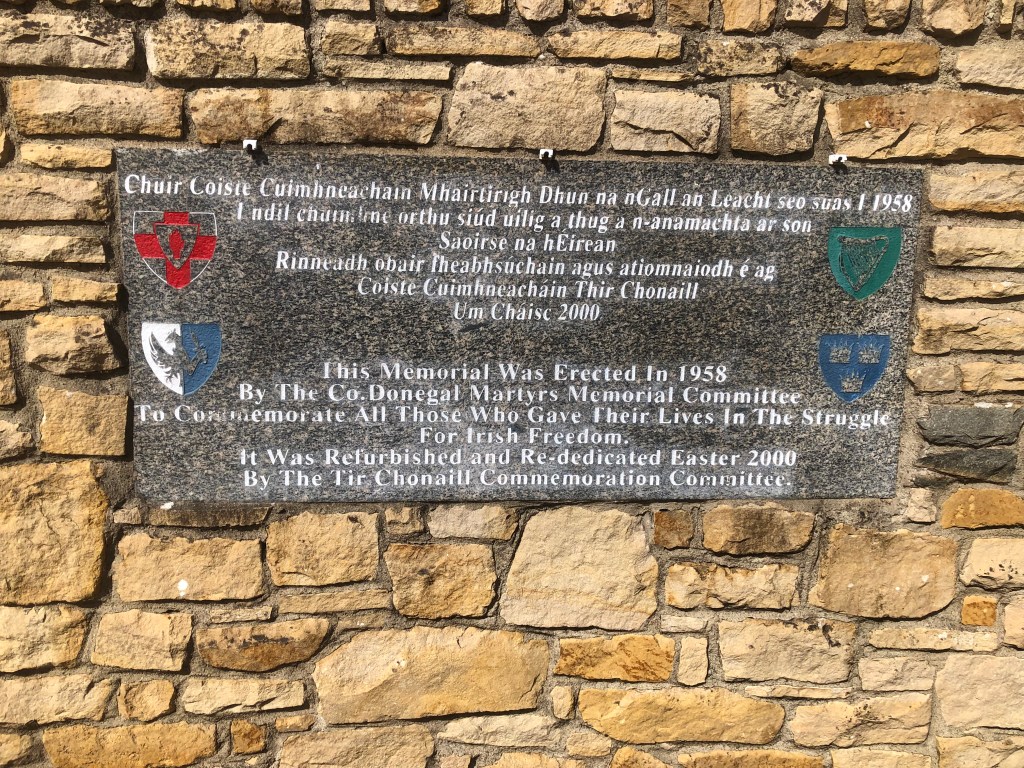 Chuir Coiste Cuimhneachain Mhairtirigh Dhun na nGall an Leacht seo suas I 1958
I ndil chuimhne orthu siúd uilig a thug a n-anamachta ar son
Saoirse na hEirean
Rinneadh obair fheabhsúchain agus atiomnaiodh é ag
Coiste Cuimhneachain Thir Chonaill
Um Chaisc 2000
This Memorial Was Erected In 1958
By The Co.Donegal Martyrs Memorial Committee
To Commemorate All Those Who Gave Their Lives In The Struggle
For Irish Freedom.
It Was Refurbished and Re-dedicated Easter 2000
By The Tir Chonaill Commemoration Committee.